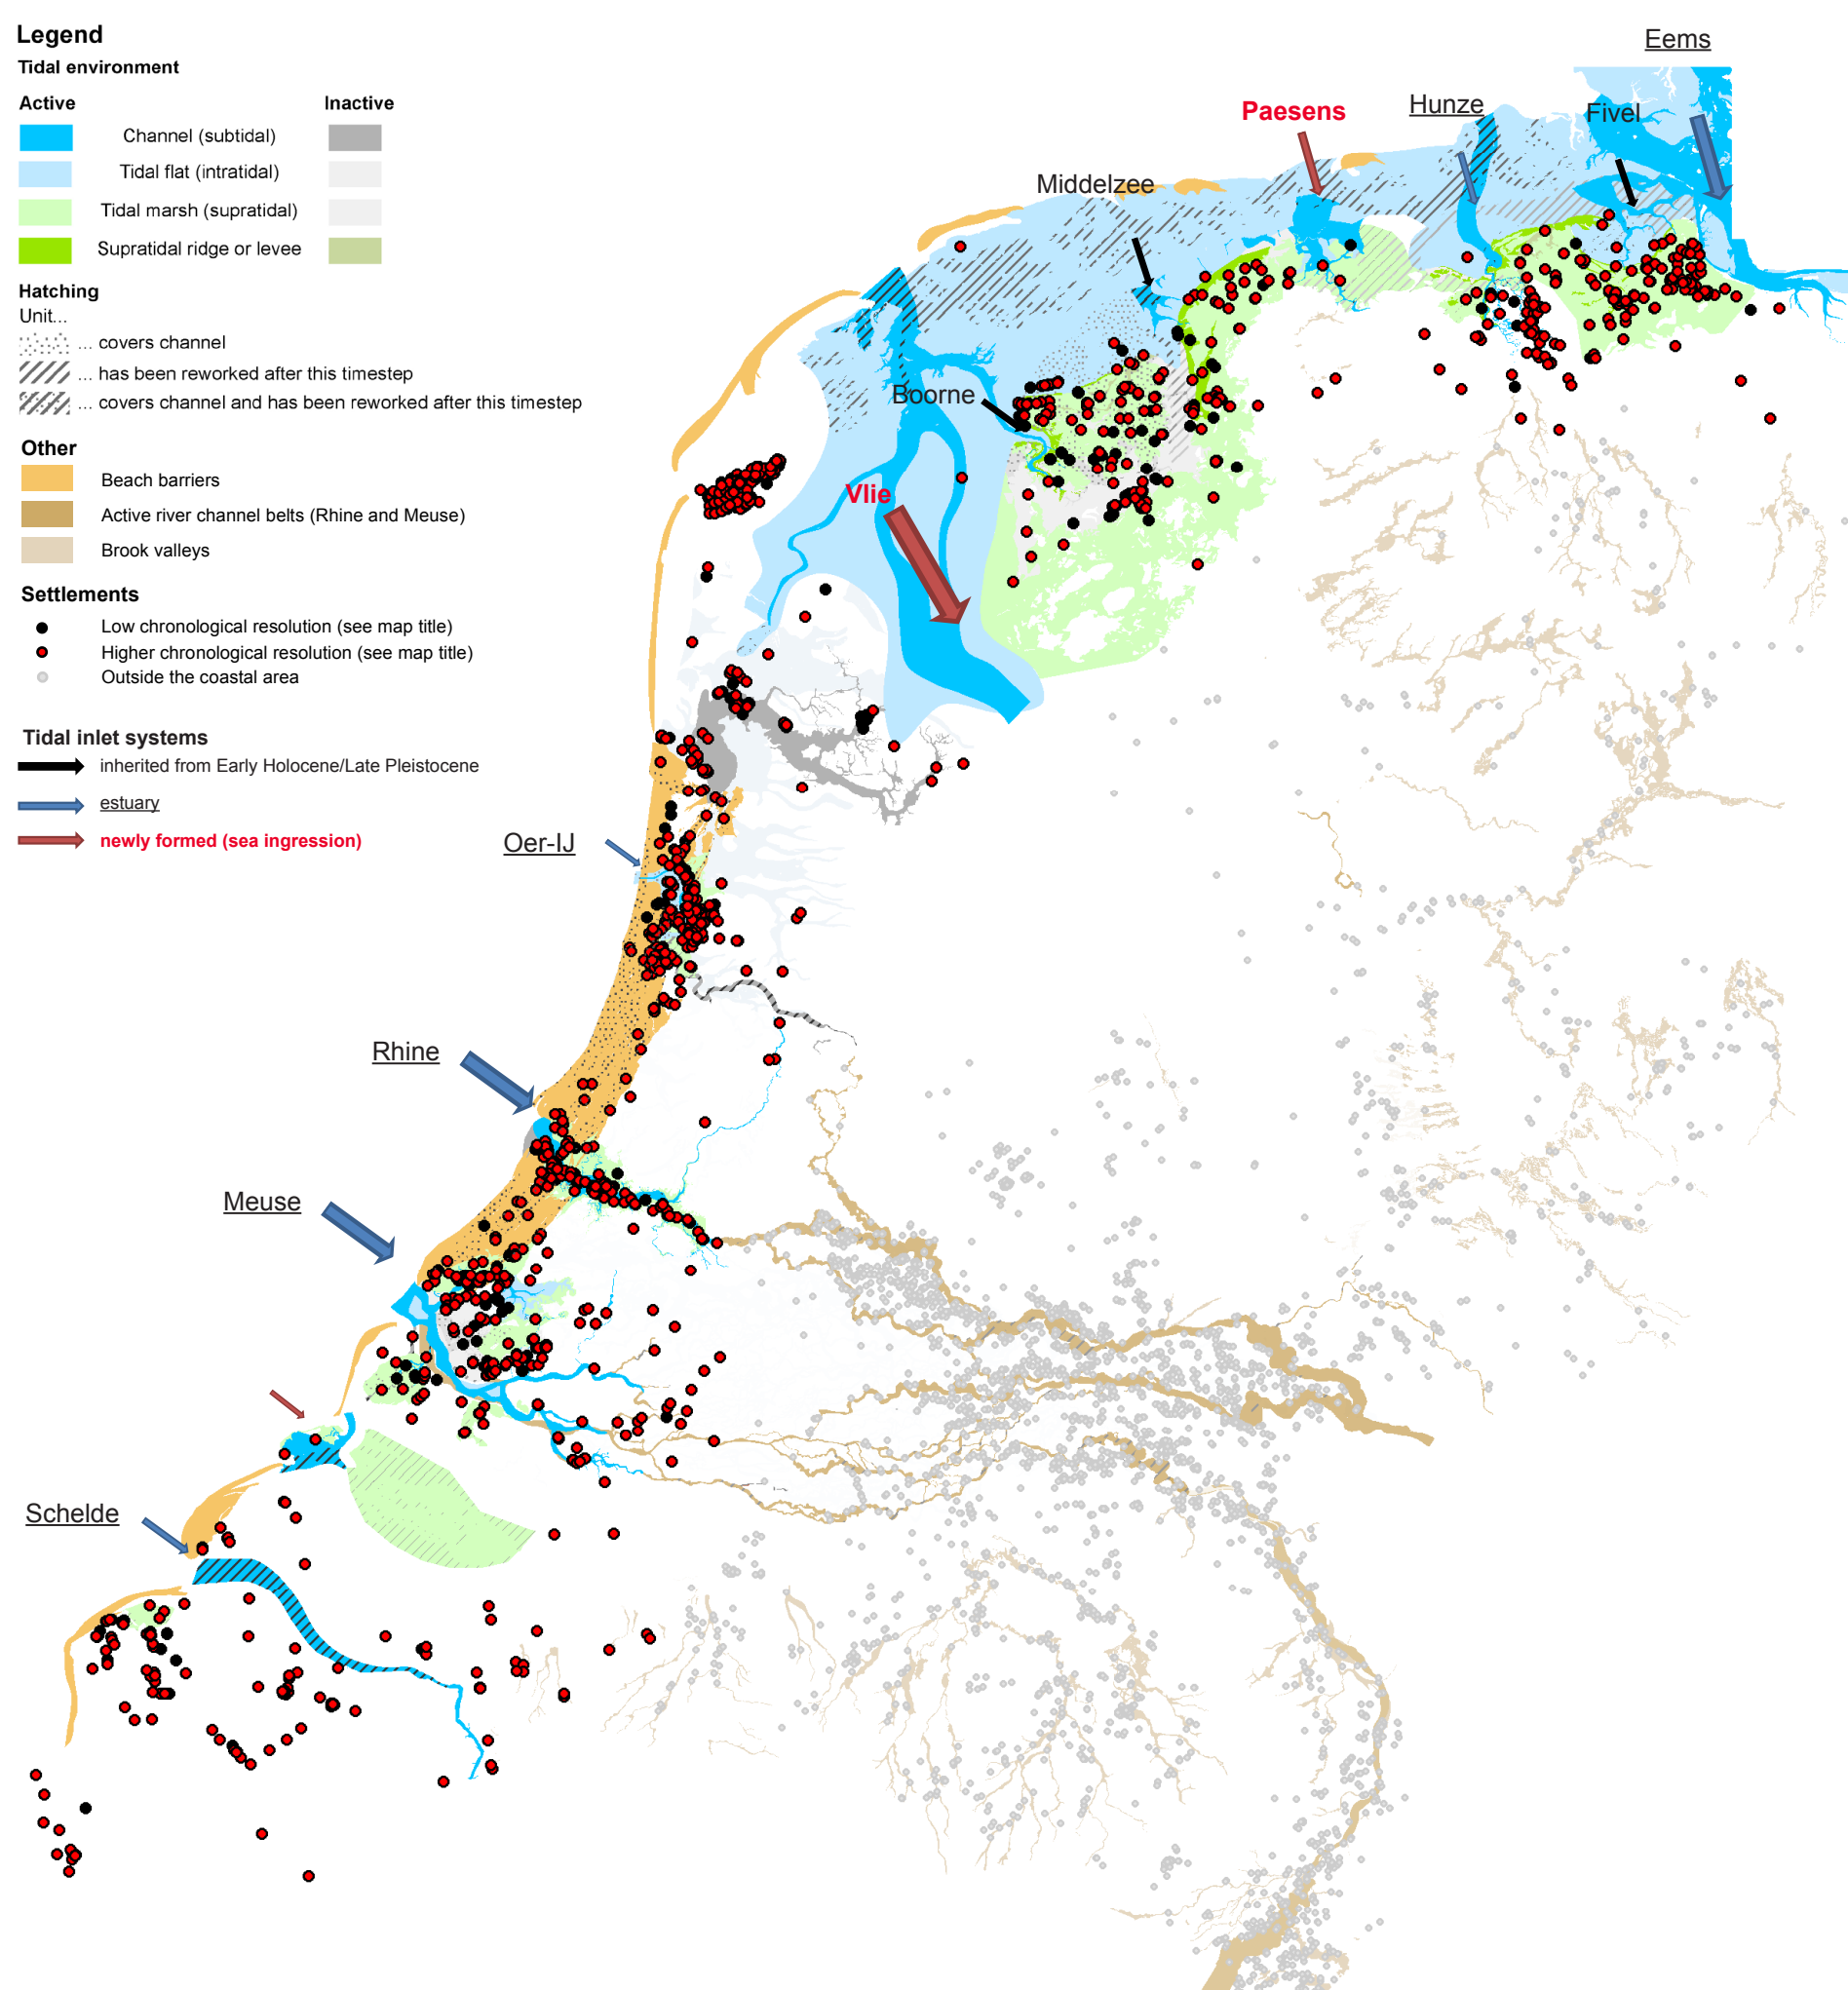 Legend
Tidal environment
Active
Inactive
Channel (subtidal)
Tidal flat (intratidal)
Tidal marsh (supratidal)
Supratidal ridge or levee
Hatching
Unit...
... covers channel
... has been reworked after this timestep
... covers channel and has been reworked after this timestep
Other
Beach barriers
Active river channel belts (Rhine and Meuse)
Brook valleys
Settlements
Low chronological resolution (see map title)
Higher chronological resolution (see map title)
Outside the coastal area
Tidal inlet systems
inherited from Early Holocene/Late Pleistocene
estuary
newly formed (sea ingression)
Eems
Paesens
Hunze
Fivel
Middelzee
Boorne
Vlie
Oer-IJ
Rhine
Meuse
Schelde